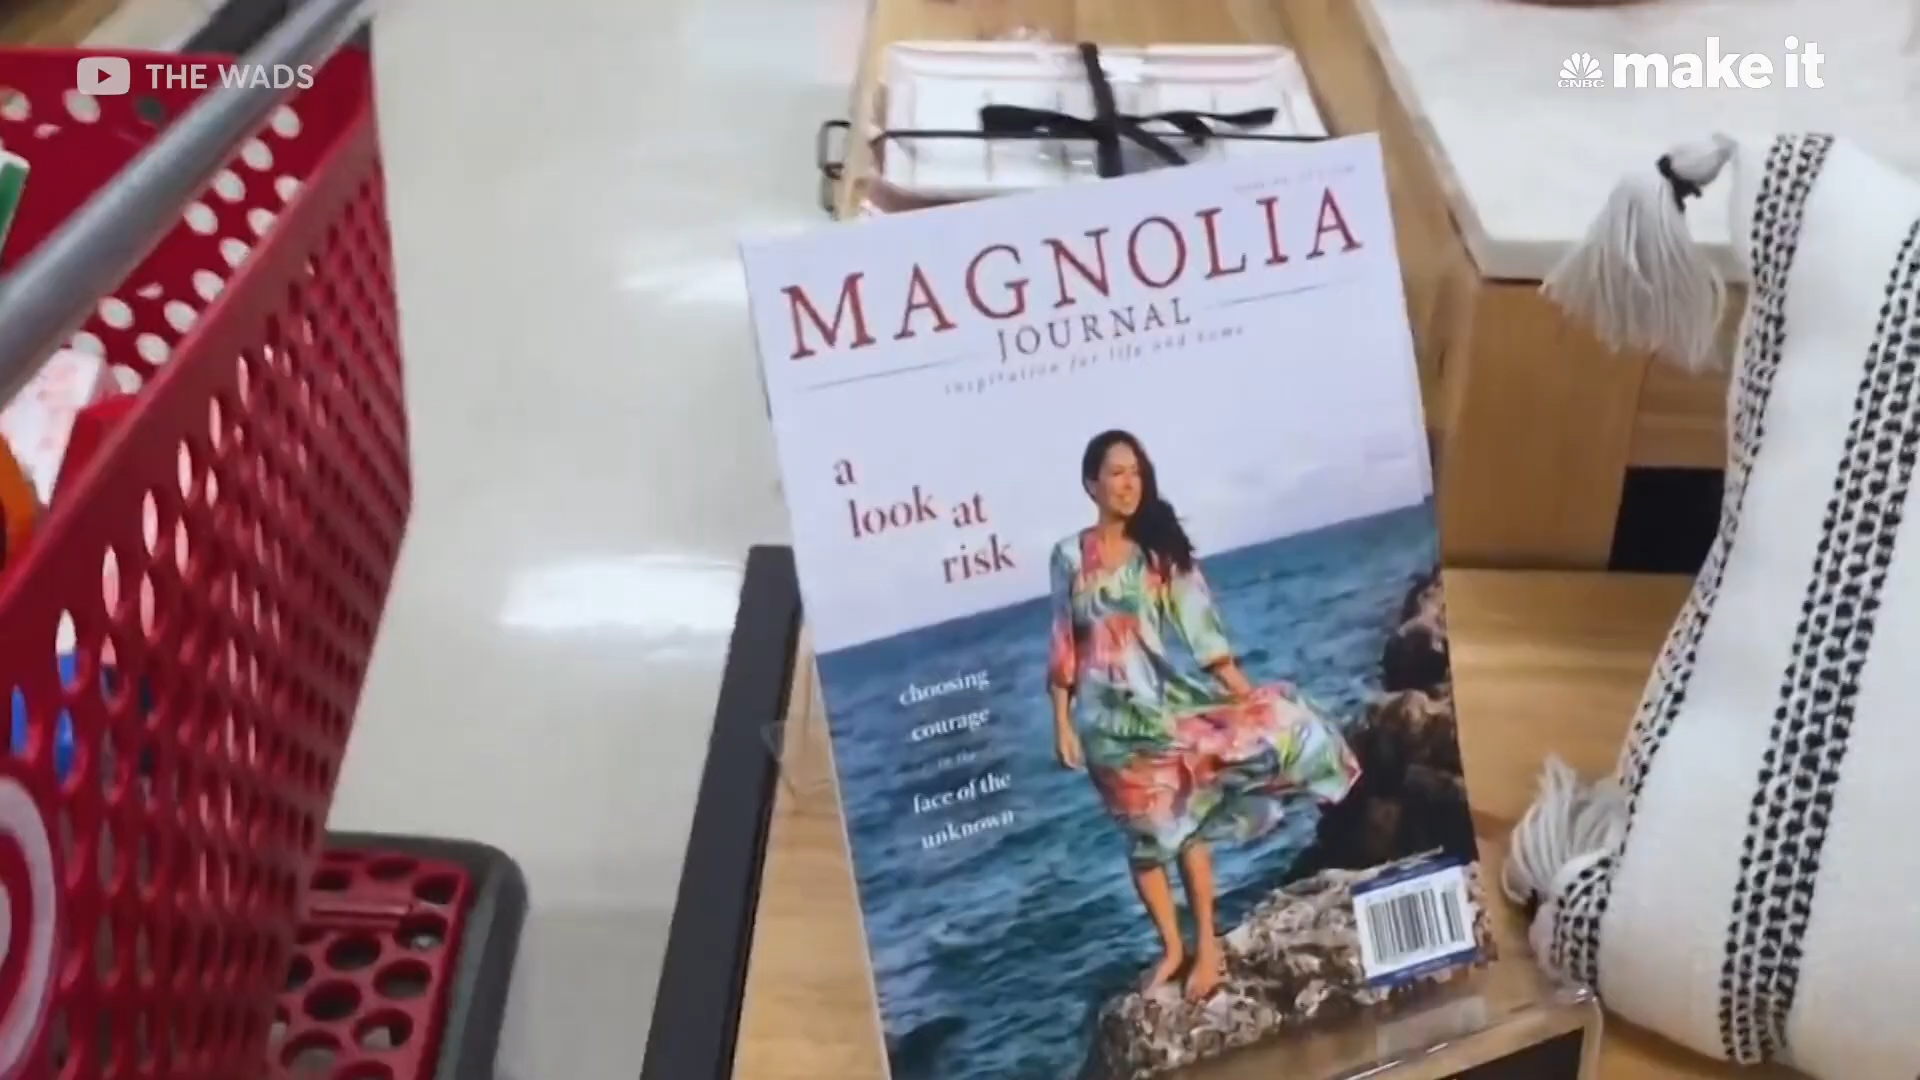 THE WADS
CNBC
make it
MAGNOLIA
JOURNAL
inspiration for life and home
a
look at
risk
choosing
courage
in the
face of the
unknown